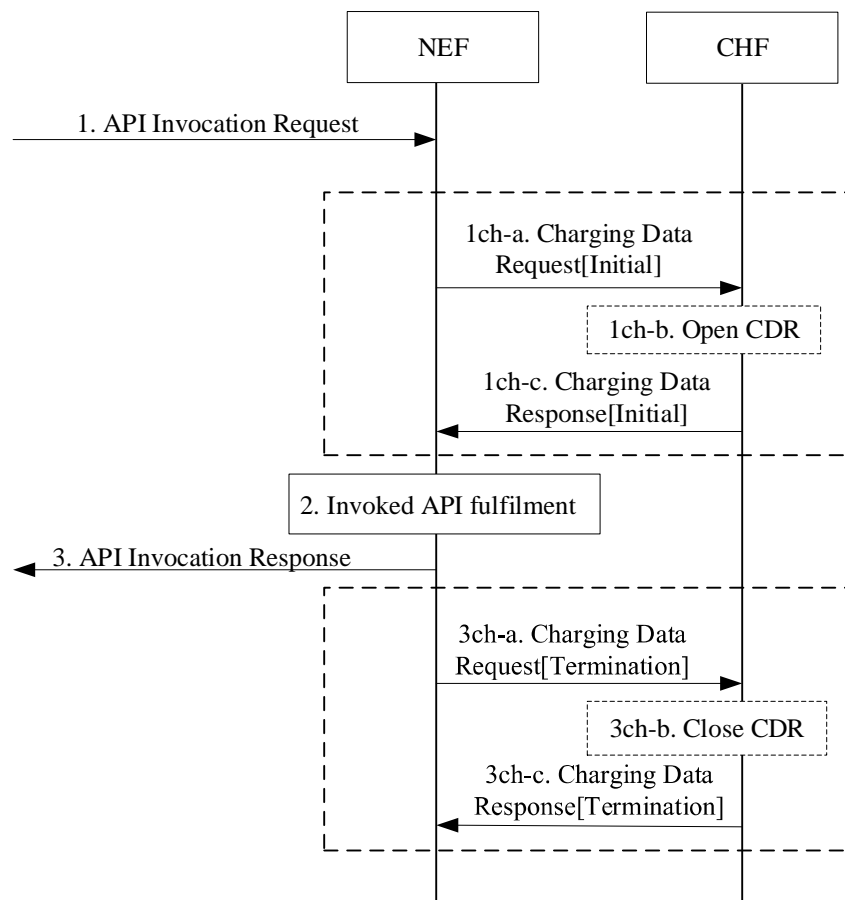 NEF
CHF
1. API Invocation Request
1ch-a. Charging Data
Request[Initial]
1ch-b. Open CDR
1ch-c. Charging Data
Response[Initial]
2. Invoked API fulfilment
3. API Invocation Response
3ch-a. Charging Data
Request[Termination]
3ch-b. Close CDR
3ch-c. Charging Data
Response[Termination]